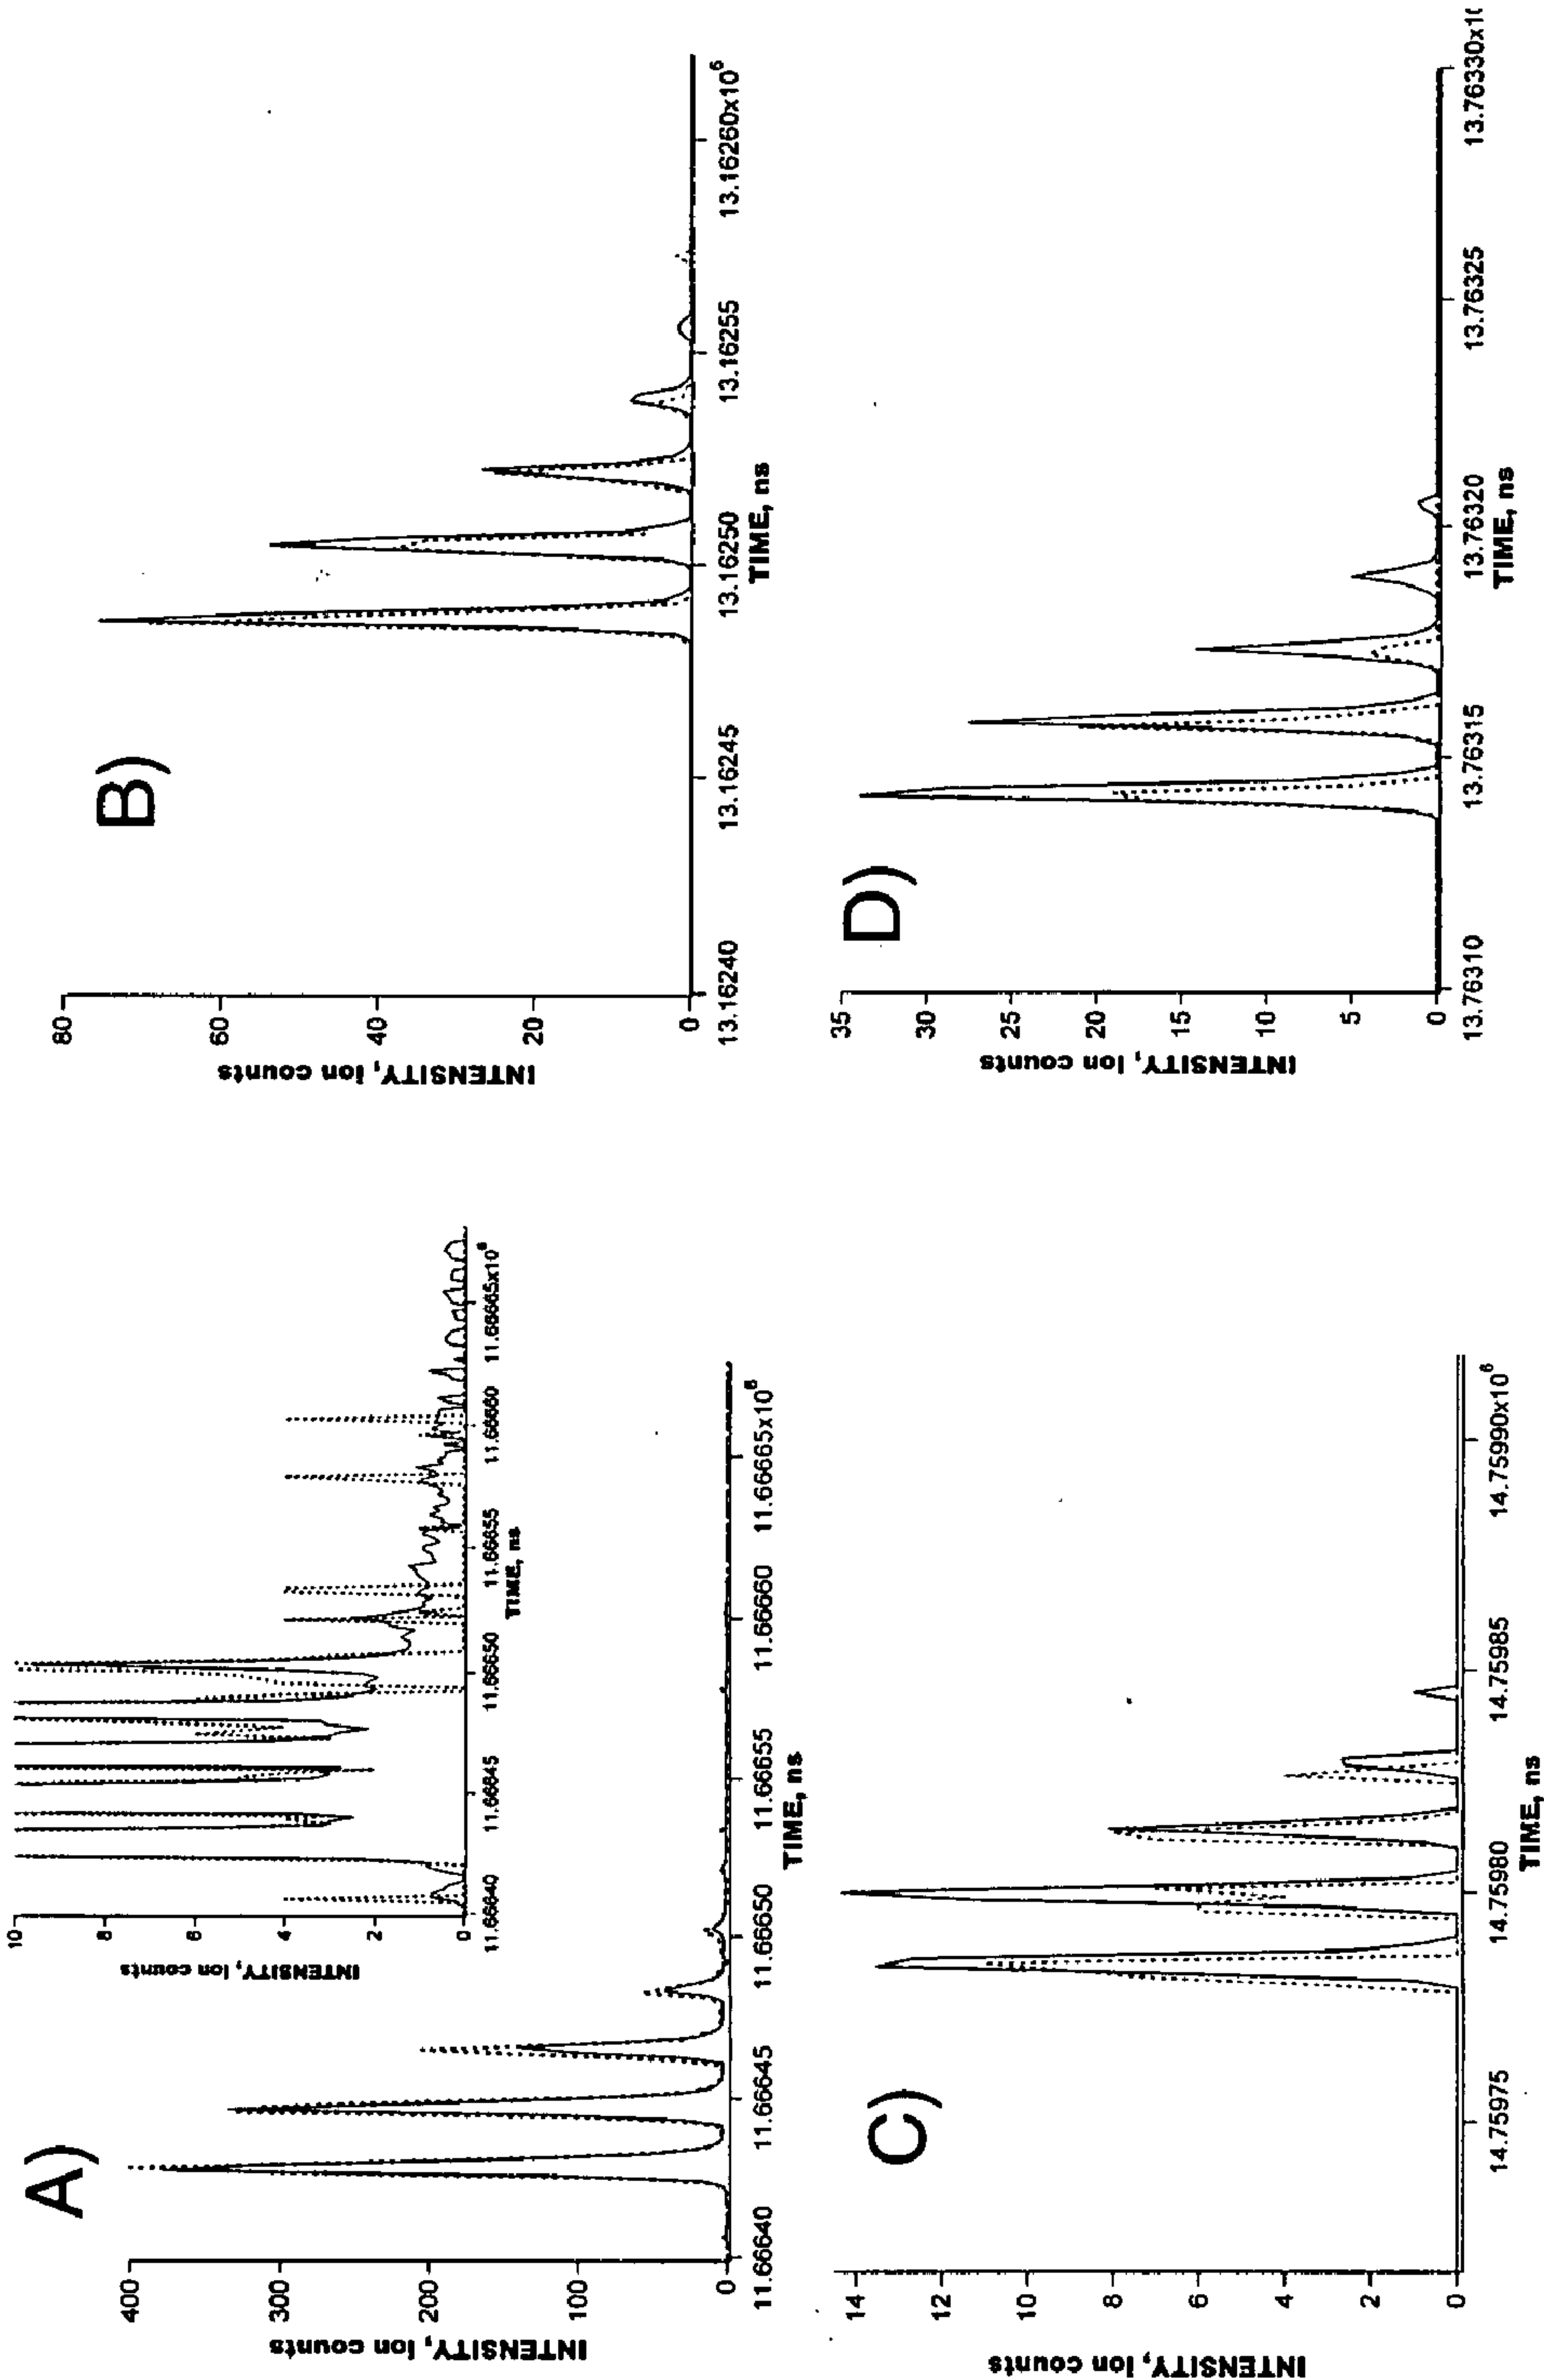 A)
INTENSITY, ion counts
400
300
200
100
0
11.66640
11.66645
11.66650
11.66655
11.66660
11.66665x10⁶
TIME, ns
INTENSITY, ion counts
10
8
6
4
2
0
11.66640
11.66645
11.66650
11.66655
11.66660
11.66665x10⁶
TIME, ns
B)
INTENSITY, ion counts
80
60
40
20
0
13.16240
13.16245
13.16250
13.16255
13.16260x10⁶
TIME, ns
C)
INTENSITY, ion counts
14
12
10
8
6
4
2
0
14.75975
14.75980
14.75985
14.75990x10⁶
TIME, ns
D)
INTENSITY, ion counts
35
30
25
20
15
10
5
0
13.76310
13.76315
13.76320
13.76325
13.76330x10
TIME, ns